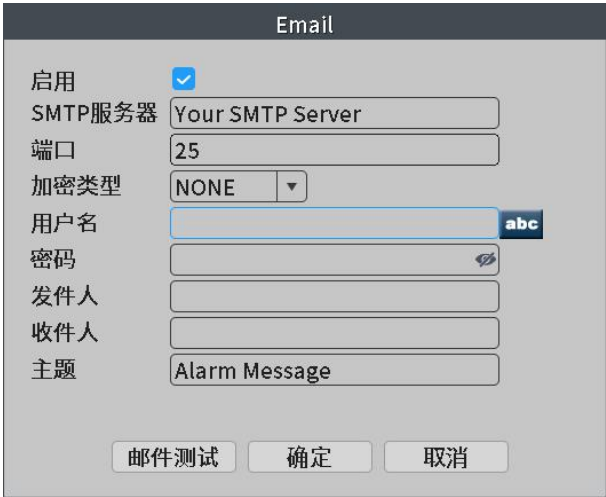 Email
启用
SMTP服务器 Your SMTP Server
端口 25
加密类型 NONE
用户名 abc
密码
发件人
收件人
主题 Alarm Message
邮件测试 确定 取消